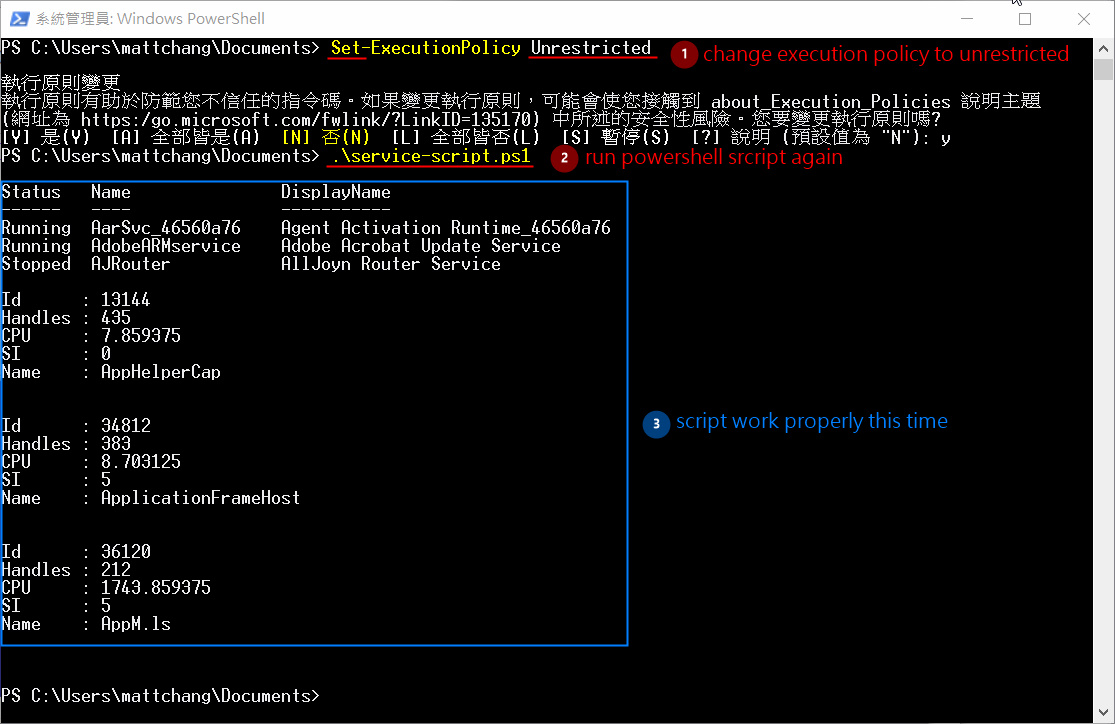 系統管理員: Windows PowerShell
PS C:\Users\mattchang\Documents> Set-ExecutionPolicy Unrestricted
1 change execution policy to unrestricted
執行原則變更
執行原則有助於防範您不信任的指令碼。如果變更執行原則，可能會使您接觸到 about_Execution_Policies 說明主題
(網址為 https:/go.microsoft.com/fwlink/?LinkID=135170) 中所述的安全性風險。您要變更執行原則嗎?
[Y] 是(Y)  [A] 全部皆是(A)  [N] 否(N)  [L] 全部皆否(L)  [S] 暫停(S)  [?] 說明 (預設值為 "N"): y
PS C:\Users\mattchang\Documents> .\service-script.ps1
2 run powershell srcript again
Status   Name               DisplayName
------   ----               -----------
Running  AarSvc_46560a76    Agent Activation Runtime_46560a76
Running  AdobeARMservice    Adobe Acrobat Update Service
Stopped  AJRouter           AllJoyn Router Service
Id      : 13144
Handles : 435
CPU     : 7.859375
SI      : 0
Name    : AppHelperCap
Id      : 34812
Handles : 383
CPU     : 8.703125
SI      : 5
Name    : ApplicationFrameHost
3 script work properly this time
Id      : 36120
Handles : 212
CPU     : 1743.859375
SI      : 5
Name    : AppM.ls
PS C:\Users\mattchang\Documents>